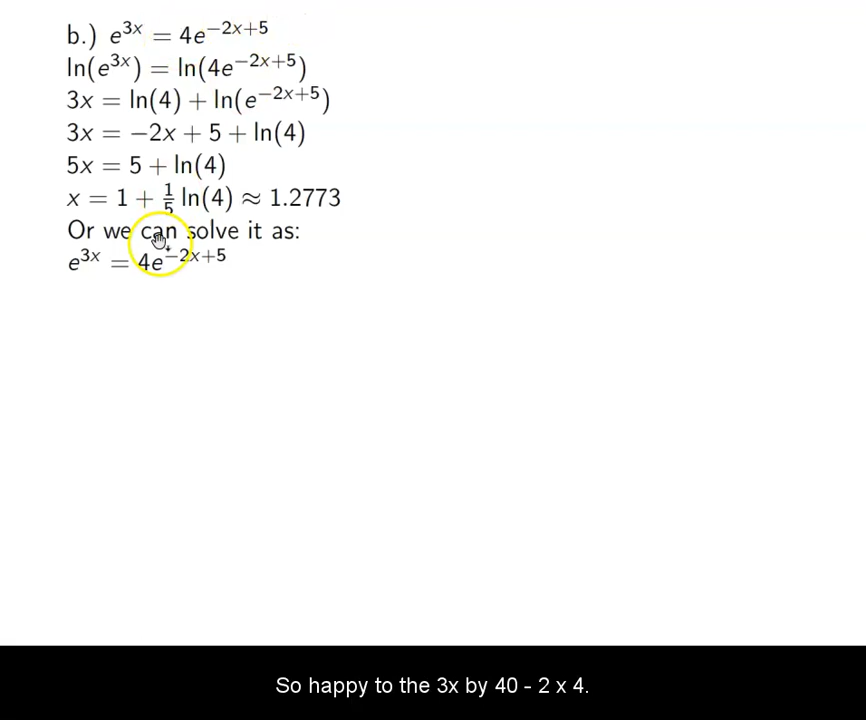 b.) e^{3x} = 4e^{−2x+5}
ln(e^{3x}) = ln(4e^{−2x+5})
3x = ln(4) + ln(e^{−2x+5})
3x = −2x + 5 + ln(4)
5x = 5 + ln(4)
x = 1 + \frac{1}{5} ln(4) ≈ 1.2773
Or we can solve it as:
e^{3x} = 4e^{−2x+5}
So happy to the 3x by 40 - 2 x 4.